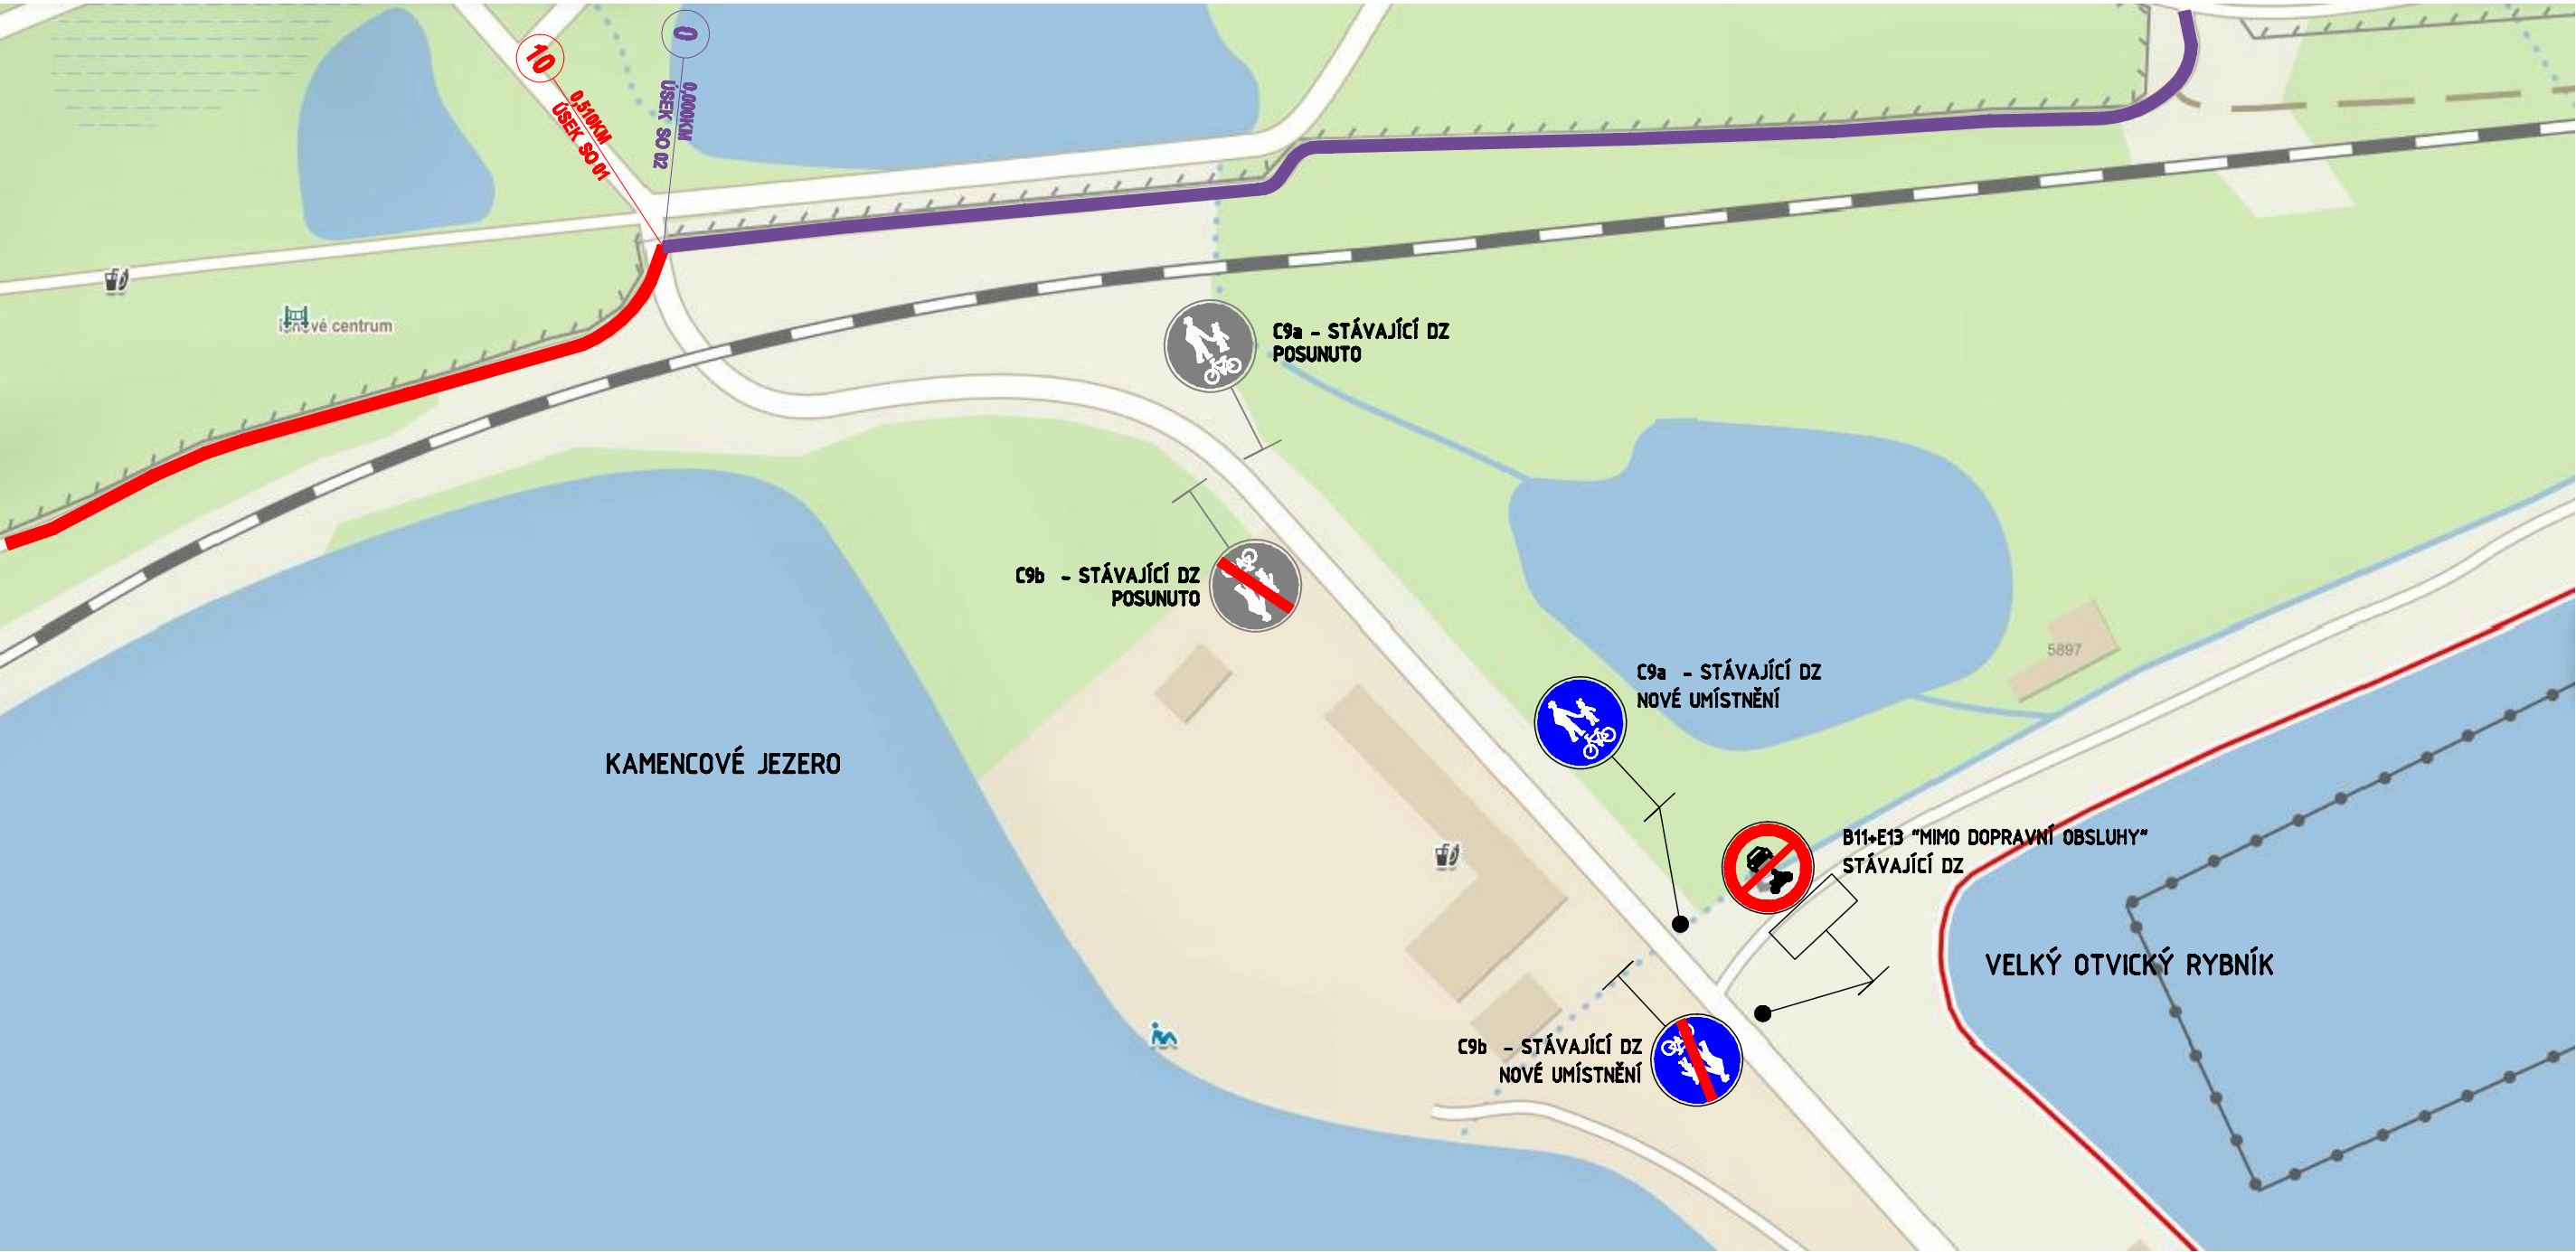 10
0,510KM
ÚSEK SO 01
0
0,000KM
ÚSEK SO 02
vé centrum
C9a - STÁVAJÍCÍ DZ
POSUNUTO
C9b - STÁVAJÍCÍ DZ
POSUNUTO
5897
C9a - STÁVAJÍCÍ DZ
NOVÉ UMÍSTNĚNÍ
KAMENCOVÉ JEZERO
B11+E13 "MIMO DOPRAVNÍ OBSLUHY"
STÁVAJÍCÍ DZ
VELKÝ OTVICKÝ RYBNÍK
C9b - STÁVAJÍCÍ DZ
NOVÉ UMÍSTNĚNÍ